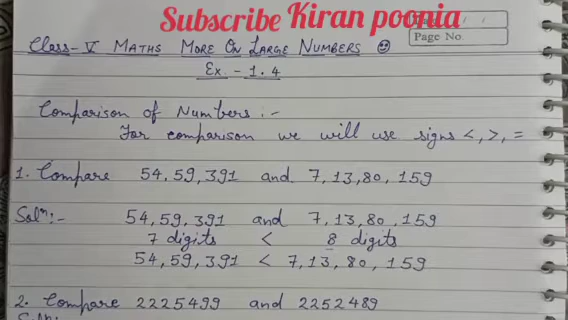 Subscribe Kiran poonia
Page No.
Class-V MATHS MORE ON LARGE NUMBERS
Ex. - 1.4
Comparison of Numbers:-
For comparison we will use signs <, >, =
1. Compare 54,59,391 and 7,13,80,159
Solⁿ:- 54,59,391 and 7,13,80,159
7 digits < 8 digits
54,59,391 < 7,13,80,159
2. Compare 2225499 and 2252489